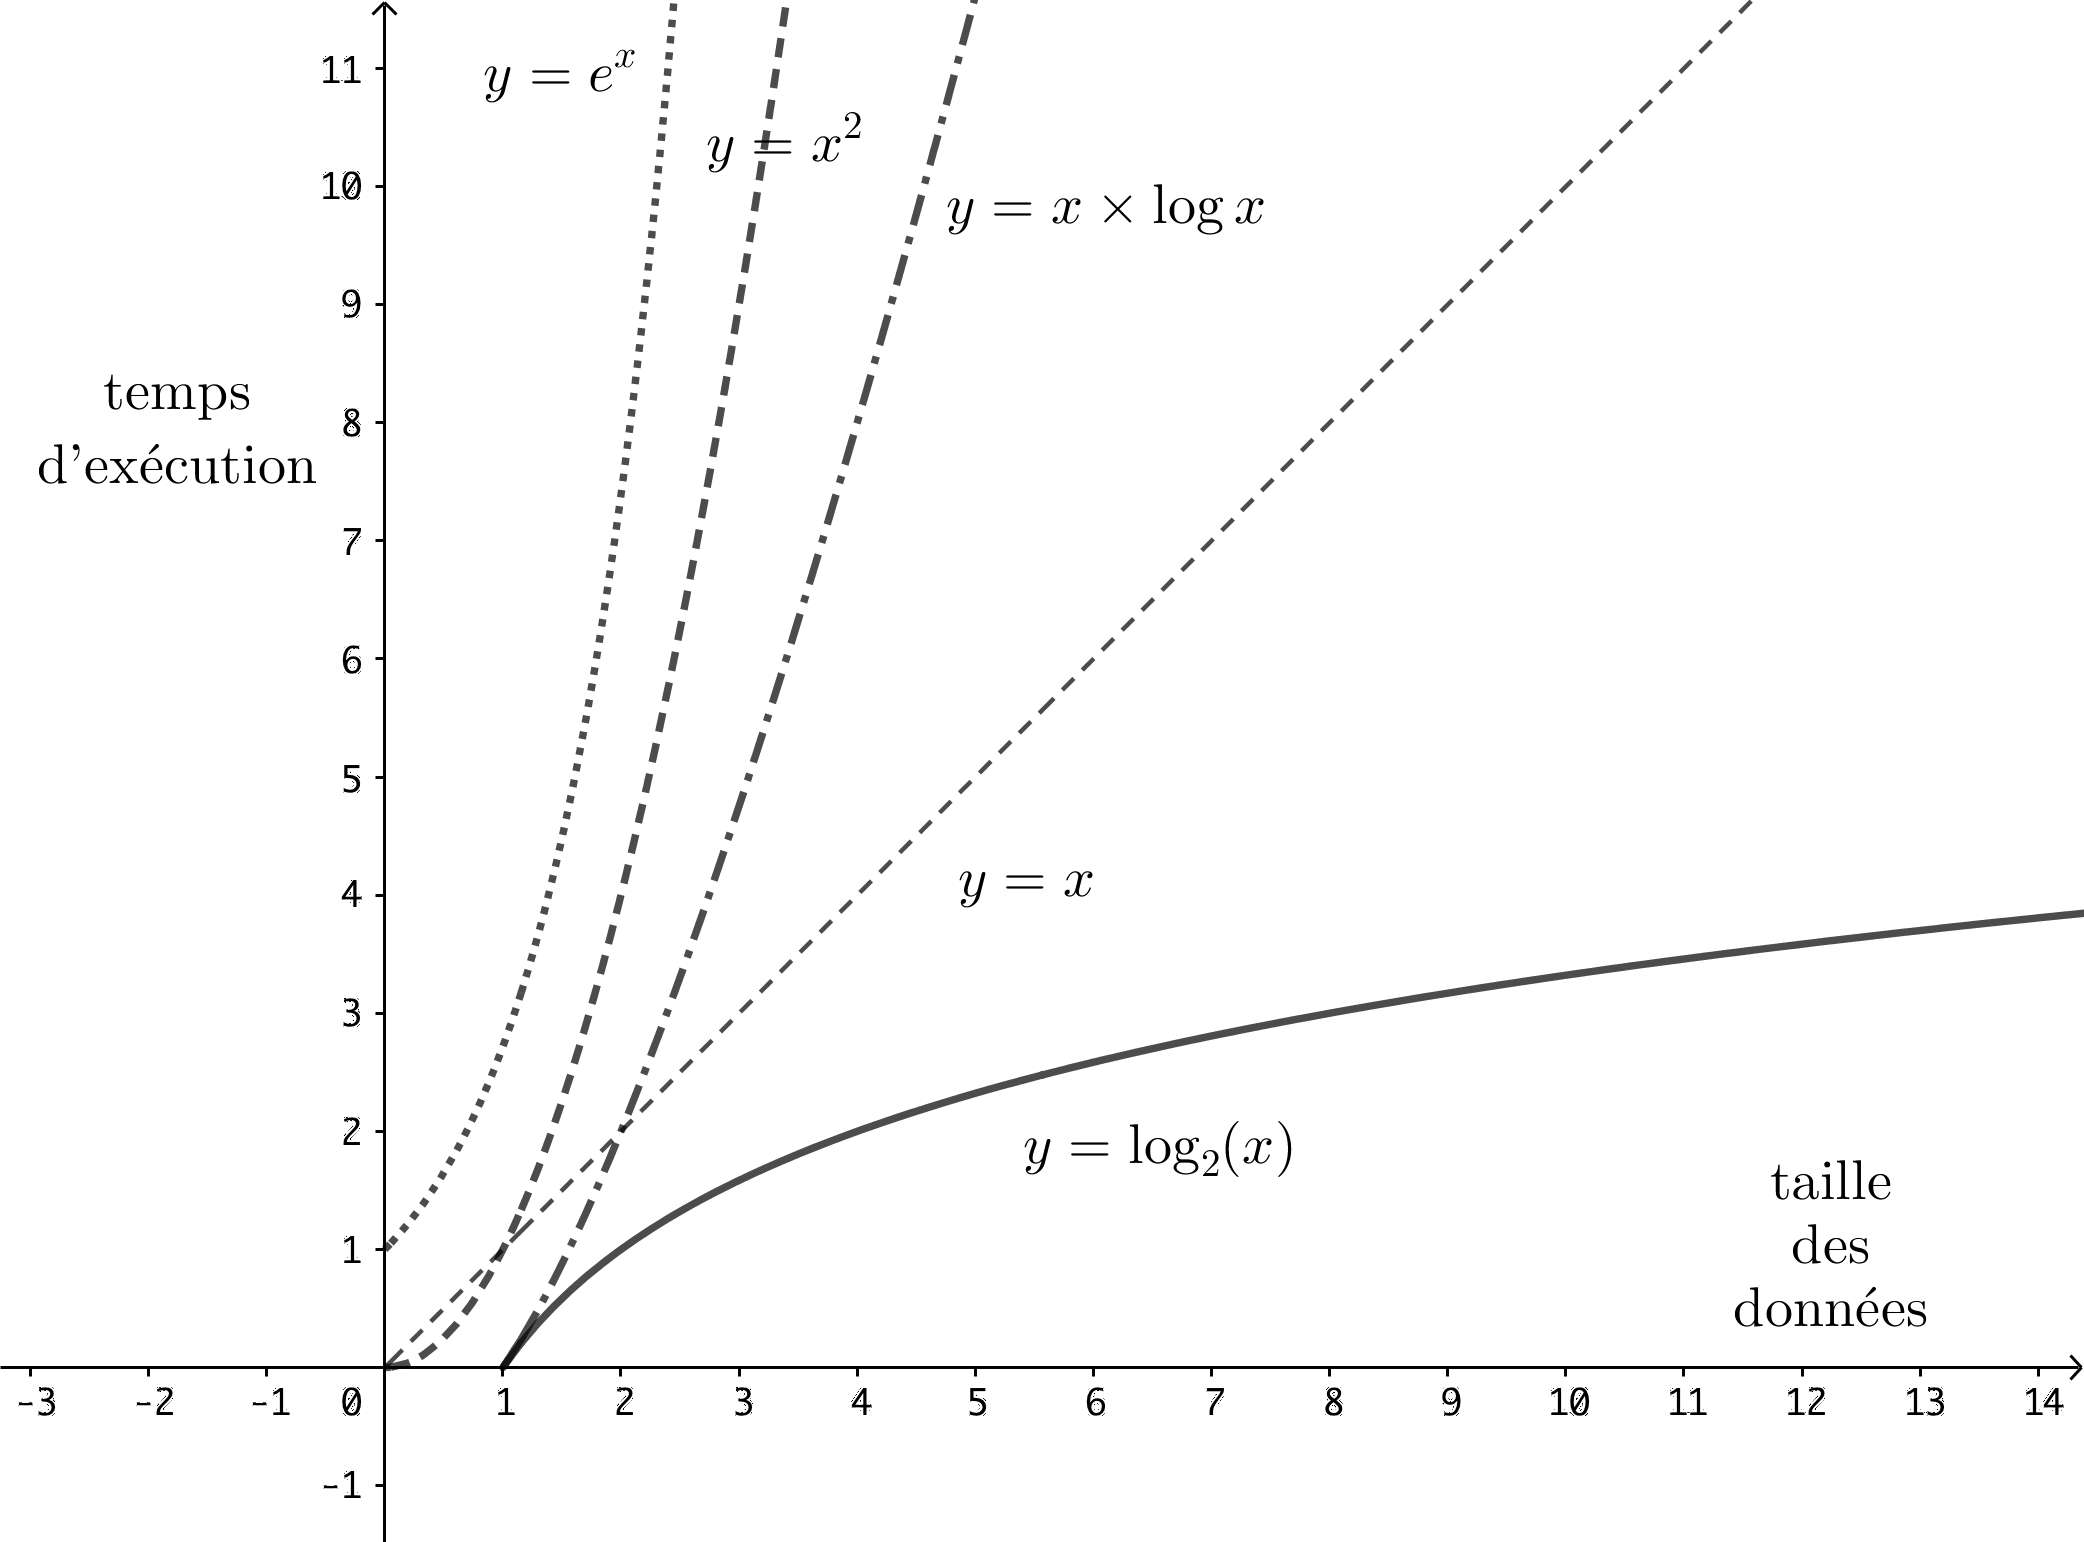 y = e^x
11
y = x^2
10
y = x × log x
9
temps
d'exécution
8
7
6
5
4
y = x
3
2
y = log_2(x)
taille
des
données
1
-3 -2 -1 0 1 2 3 4 5 6 7 8 9 10 11 12 13 14
-1